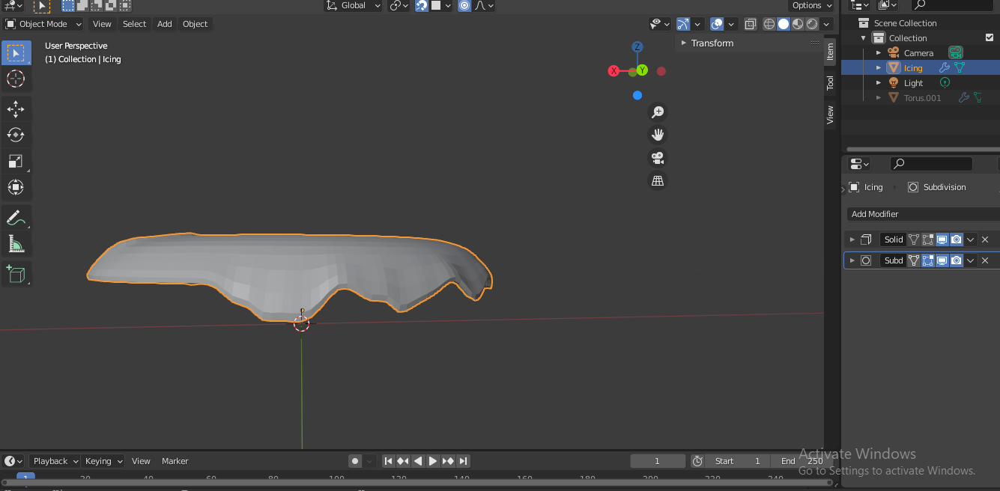 Global
Options
Object Mode
View
Select
Add
Object
User Perspective
(1) Collection | Icing
Z
X
Y
Transform
Item
Tool
View
Scene Collection
Collection
Camera
Icing
Light
Torus.001
Icing
Subdivision
Add Modifier
Solid
Subd
Playback
Keying
View
Marker
1
Start
1
End
250
1
20
40
60
80
100
120
140
160
180
200
220
240
Activate Windows
Go to Settings to activate Windows.